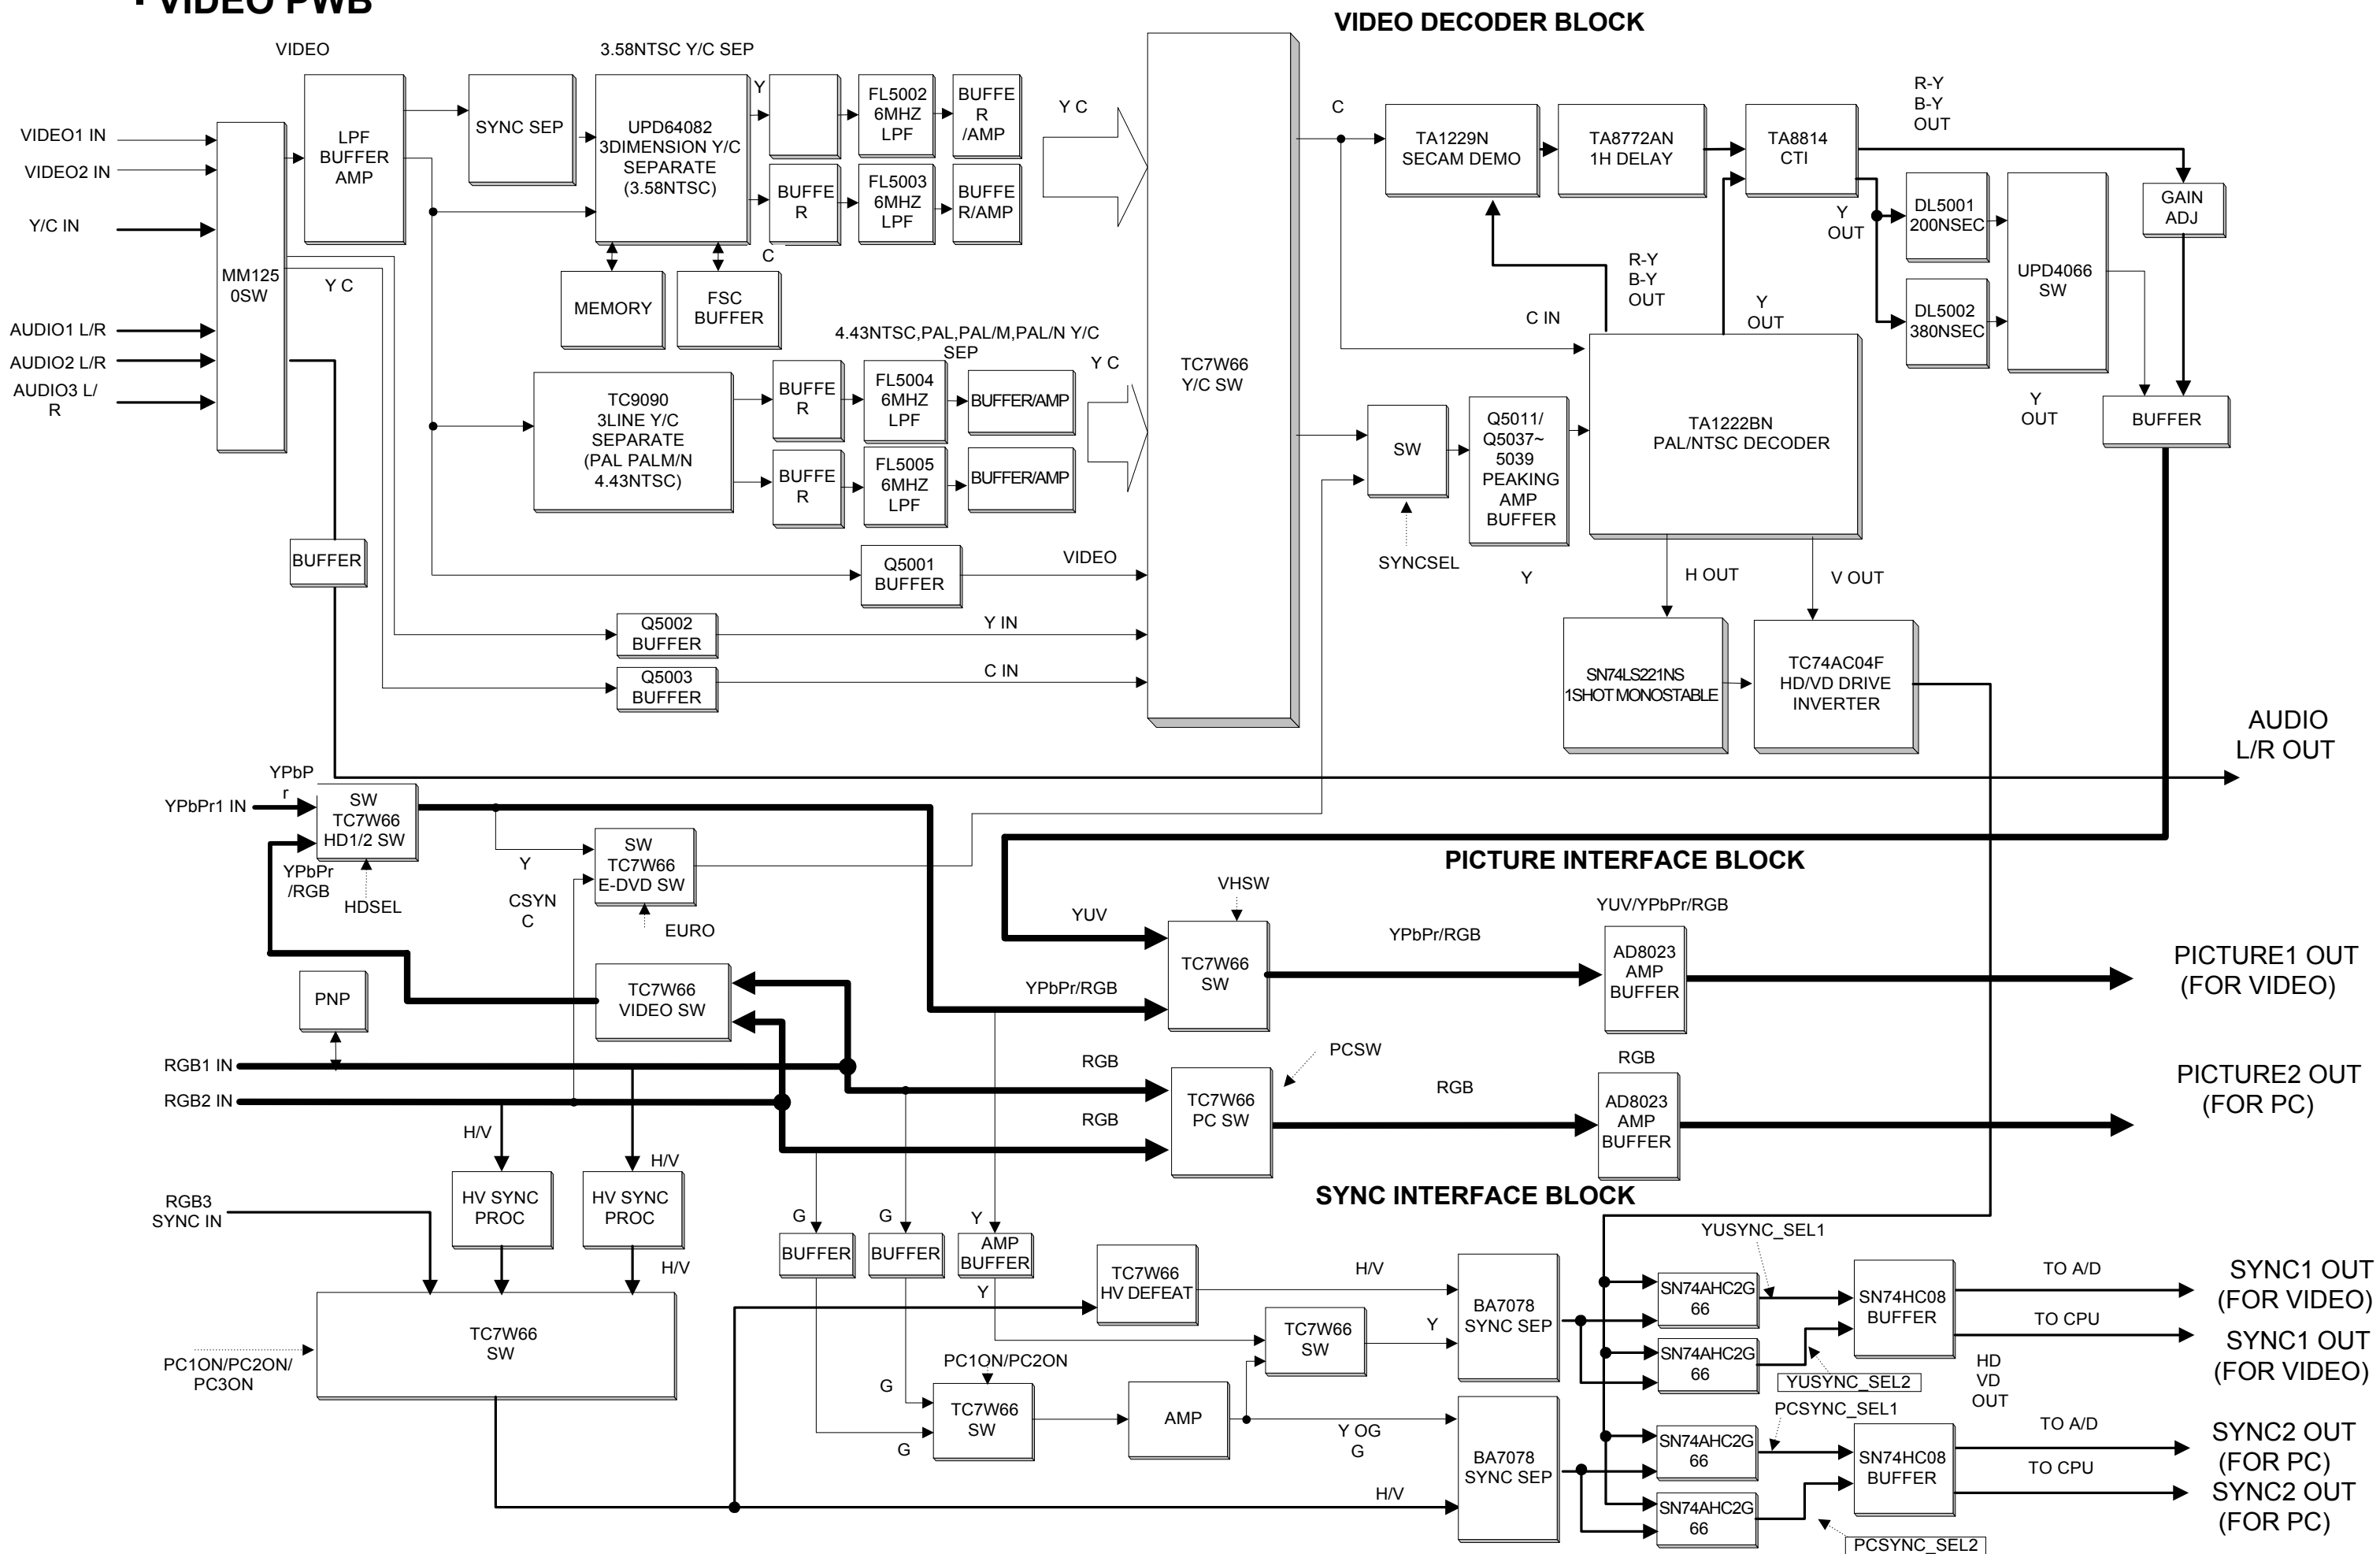 · VIDEO PWB
VIDEO DECODER BLOCK
VIDEO
3.58NTSC Y/C SEP
VIDEO1 IN
VIDEO2 IN
Y/C IN
AUDIO1 L/R
AUDIO2 L/R
AUDIO3 L/
R
MM125
0SW
LPF
BUFFER
AMP
SYNC SEP
UPD64082
3DIMENSION Y/C
SEPARATE
(3.58NTSC)
Y
C
BUFFE
R
FL5002
6MHZ
LPF
BUFFE
R
/AMP
FL5003
6MHZ
LPF
BUFFE
R/AMP
MEMORY
FSC
BUFFER
Y C
Y C
4.43NTSC,PAL,PAL/M,PAL/N Y/C
SEP
TC9090
3LINE Y/C
SEPARATE
(PAL PALM/N
4.43NTSC)
BUFFE
R
FL5004
6MHZ
LPF
BUFFER/AMP
BUFFE
R
FL5005
6MHZ
LPF
BUFFER/AMP
Y C
BUFFER
Q5001
BUFFER
VIDEO
Q5002
BUFFER
Y IN
Q5003
BUFFER
C IN
TC7W66
Y/C SW
C
TA1229N
SECAM DEMO
TA8772AN
1H DELAY
TA8814
CTI
R-Y
B-Y
OUT
GAIN
ADJ
DL5001
200NSEC
DL5002
380NSEC
Y
OUT
UPD4066
SW
R-Y
B-Y
OUT
Y
OUT
C IN
Y
OUT
BUFFER
TA1222BN
PAL/NTSC DECODER
SW
Q5011/
Q5037~
5039
PEAKING
AMP
BUFFER
SYNCSEL
Y
H OUT
V OUT
SN74LS221NS
1SHOT MONOSTABLE
TC74AC04F
HD/VD DRIVE
INVERTER
AUDIO
L/R OUT
YPbP
r
YPbPr1 IN
SW
TC7W66
HD1/2 SW
YPbPr
/RGB
HDSEL
Y
CSYN
C
SW
TC7W66
E-DVD SW
EURO
PICTURE INTERFACE BLOCK
VHSW
YUV
YPbPr/RGB
TC7W66
SW
YPbPr/RGB
YUV/YPbPr/RGB
AD8023
AMP
BUFFER
PICTURE1 OUT
(FOR VIDEO)
PNP
TC7W66
VIDEO SW
RGB1 IN
RGB2 IN
RGB
RGB
PCSW
TC7W66
PC SW
RGB
RGB
AD8023
AMP
BUFFER
PICTURE2 OUT
(FOR PC)
H/V
H/V
HV SYNC
PROC
HV SYNC
PROC
RGB3
SYNC IN
H/V
TC7W66
SW
PC1ON/PC2ON/
PC3ON
SYNC INTERFACE BLOCK
G
G
Y
BUFFER
BUFFER
AMP
BUFFER
Y
TC7W66
HV DEFEAT
H/V
TC7W66
SW
Y
BA7078
SYNC SEP
PC1ON/PC2ON
G
G
TC7W66
SW
AMP
Y OG
G
H/V
BA7078
SYNC SEP
YUSYNC_SEL1
SN74AHC2G
66
SN74AHC2G
66
YUSYNC_SEL2
SN74HC08
BUFFER
TO A/D
TO CPU
SYNC1 OUT
(FOR VIDEO)
SYNC1 OUT
(FOR VIDEO)
HD
VD
OUT
PCSYNC_SEL1
SN74AHC2G
66
SN74AHC2G
66
PCSYNC_SEL2
SN74HC08
BUFFER
TO A/D
TO CPU
SYNC2 OUT
(FOR PC)
SYNC2 OUT
(FOR PC)